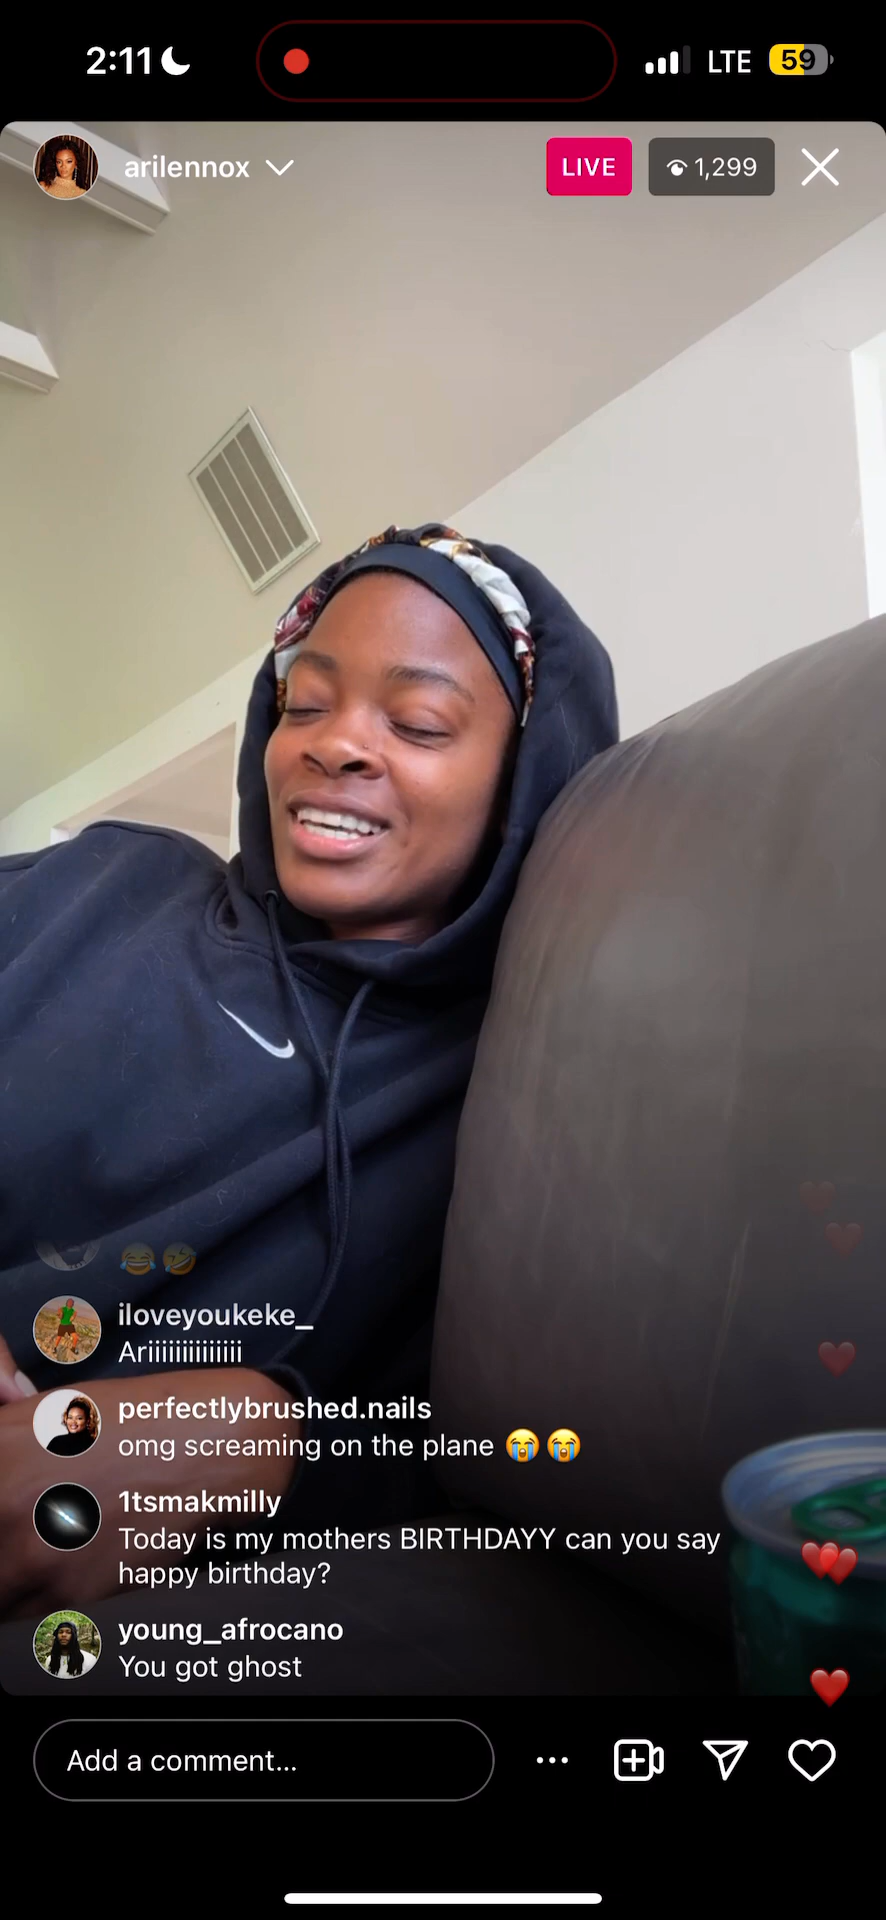 2:11
LTE
59
arilennox
LIVE
1,299
😂🤣
iloveyoukeke_
Ariiiiiiiiiiiiii
perfectlybrushed.nails
omg screaming on the plane 😭😭
1tsmakmilly
Today is my mothers BIRTHDAYY can you say
happy birthday?
young_afrocano
You got ghost
Add a comment...